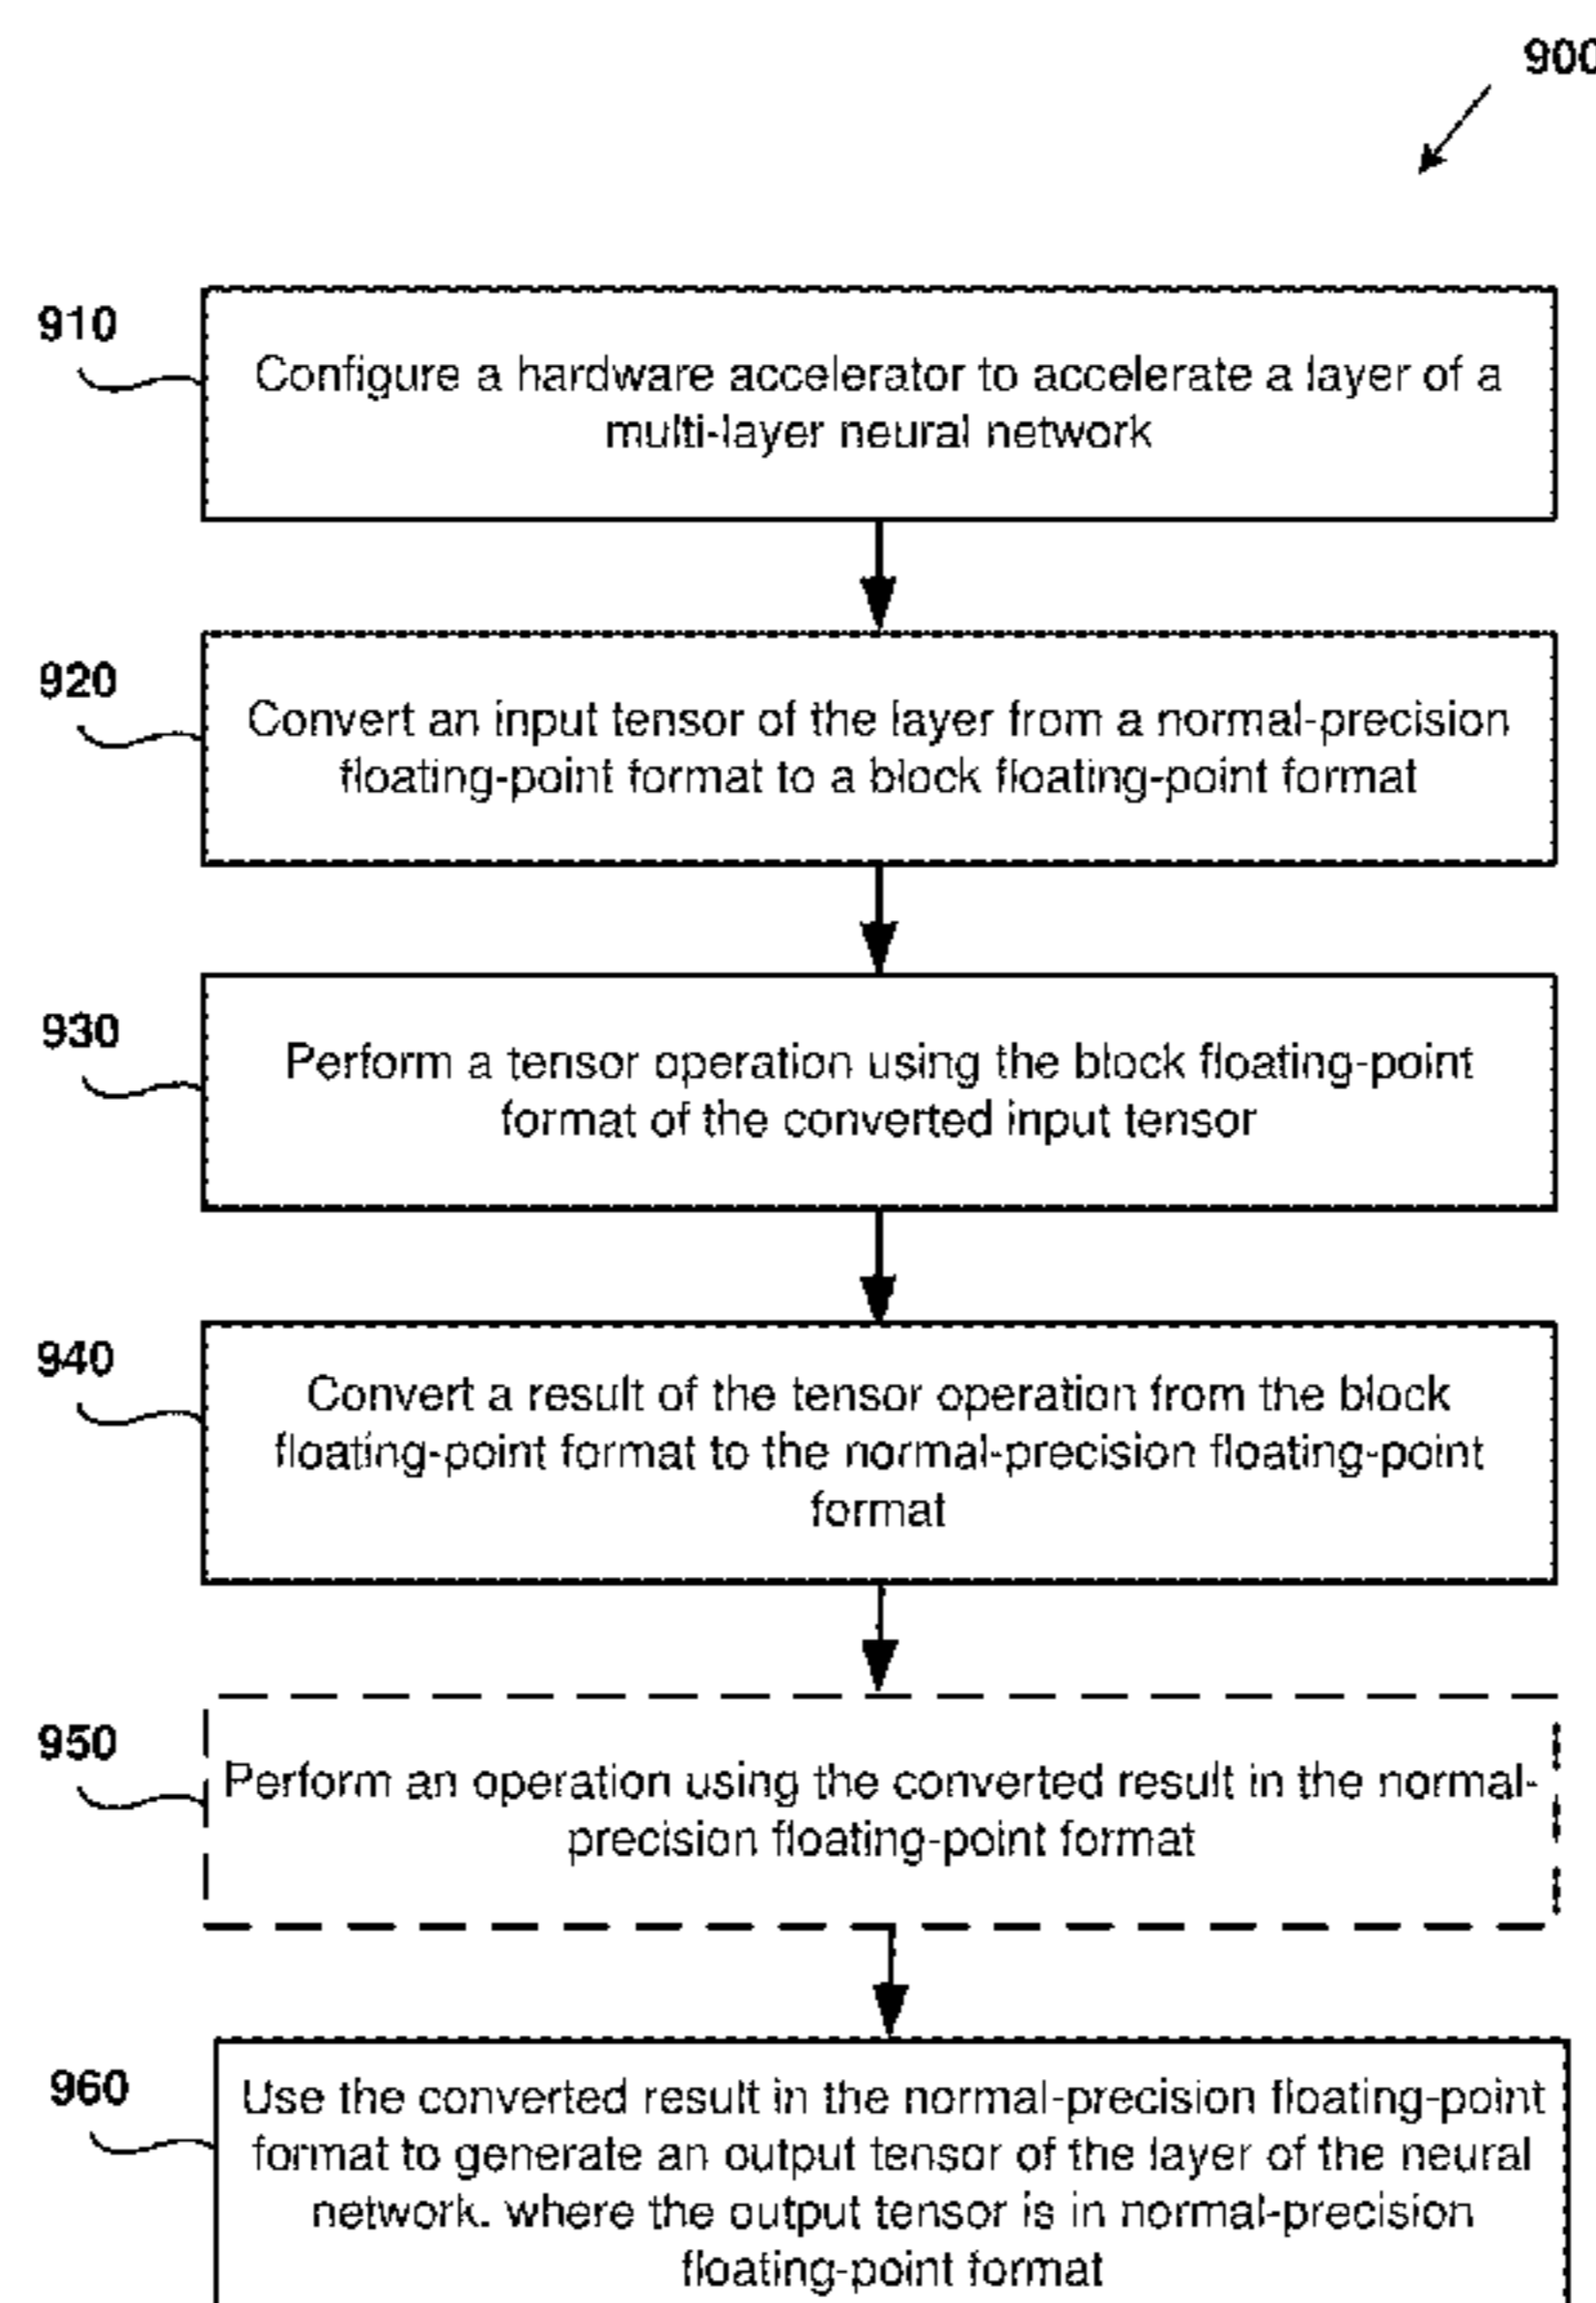 900
910
Configure a hardware accelerator to accelerate a layer of a
multi-layer neural network
920
Convert an input tensor of the layer from a normal-precision
floating-point format to a block floating-point format
930
Perform a tensor operation using the block floating-point
format of the converted input tensor
940
Convert a result of the tensor operation from the block
floating-point format to the normal-precision floating-point
format
950
Perform an operation using the converted result in the normal-
precision floating-point format
960
Use the converted result in the normal-precision floating-point
format to generate an output tensor of the layer of the neural
network. where the output tensor is in normal-precision
floating-point format